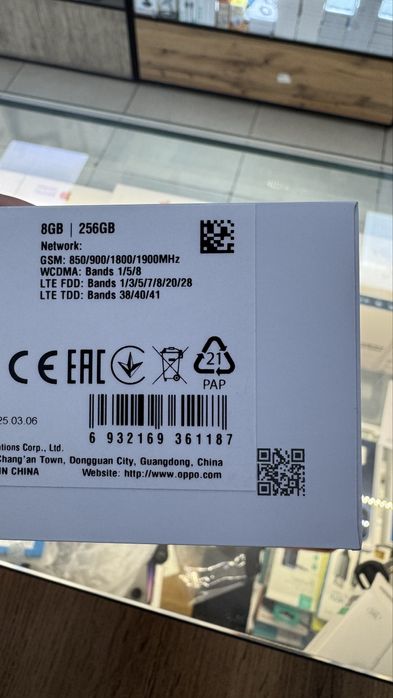 8GB | 256GB
Network:
GSM: 850/900/1800/1900MHz
WCDMA: Bands 1/5/8
LTE FDD: Bands 1/3/5/7/8/20/28
LTE TDD: Bands 38/40/41
CE EAC
21
PAP
25.03.06
6 932169 361187
tions Corp., Ltd.
Chang'an Town, Dongguan City, Guangdong, China
IN CHINA Website: http://www.oppo.com